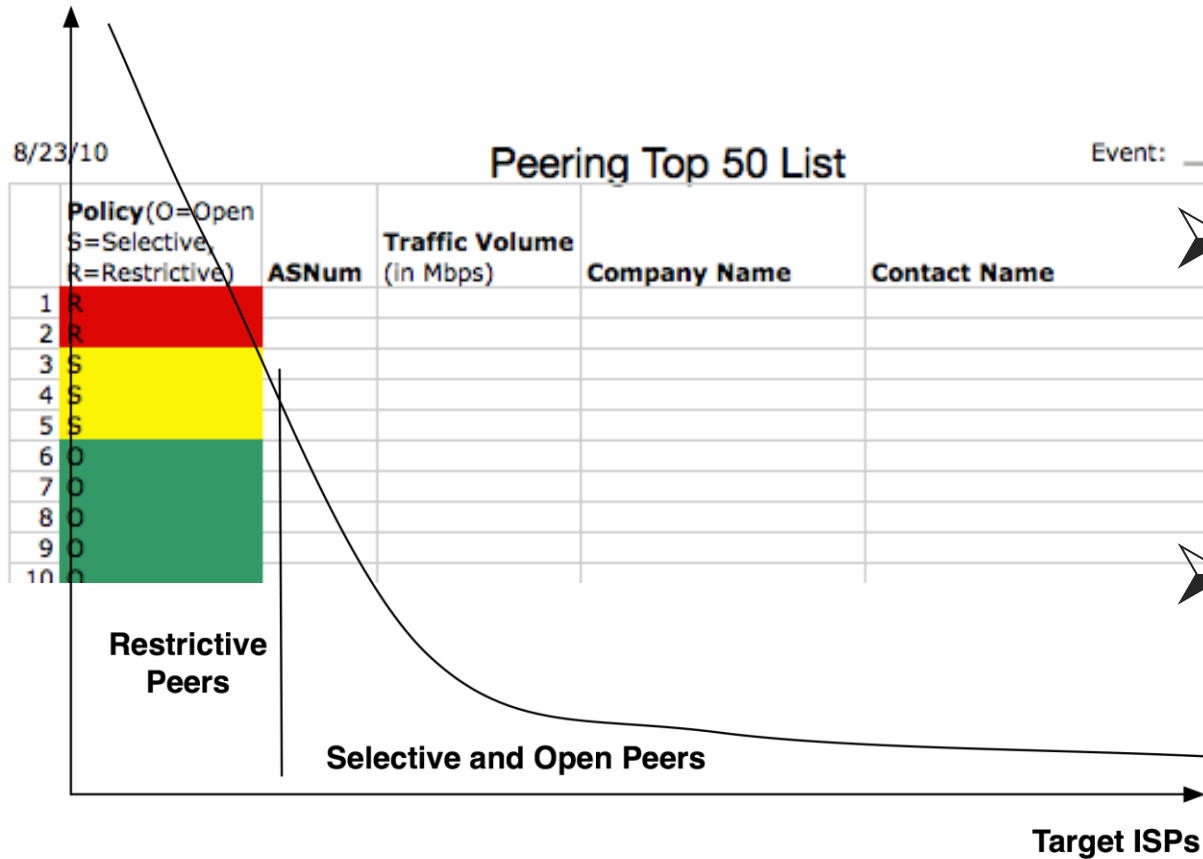 8/23/10
Peering Top 50 List
Event: _
Policy(O=Open
S=Selective,
R=Restrictive)
ASNum
Traffic Volume
(in Mbps)
Company Name
Contact Name
1 R
2 R
3 S
4 S
5 S
6 O
7 O
8 O
9 O
10 O
Restrictive
Peers
Selective and Open Peers
Target ISPs